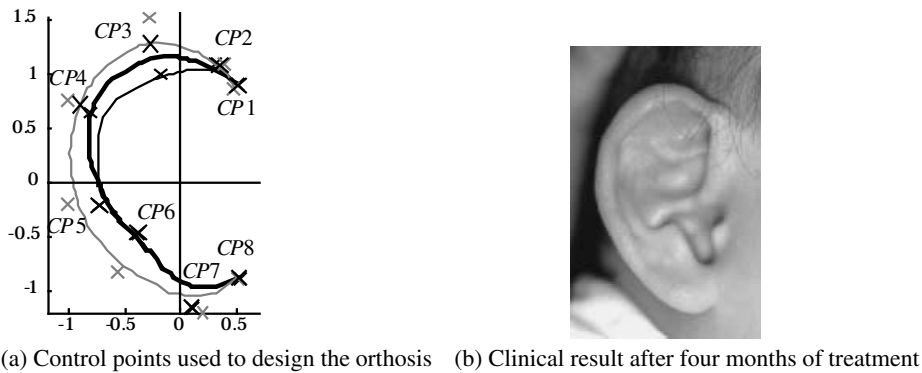 1.5
CP3
CP2
1
CP4
CP1
0.5
0
CP5
CP6
-0.5
CP7
CP8
-1
-1
-0.5
0
0.5
(a) Control points used to design the orthosis
(b) Clinical result after four months of treatment